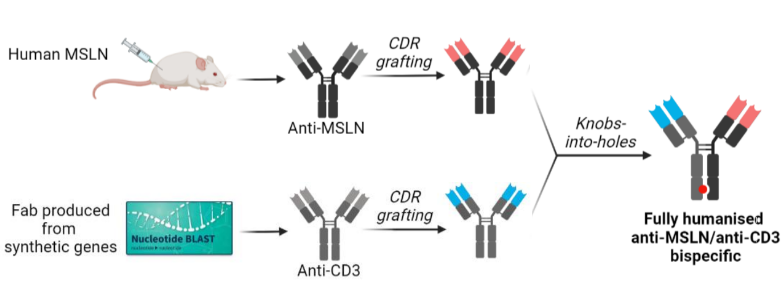 Human MSLN
CDR
grafting
Anti-MSLN
Knobs-
into-holes
Fab produced
from
synthetic genes
Nucleotide BLAST
CDR
grafting
Anti-CD3
Fully humanised
anti-MSLN/anti-CD3
bispecific